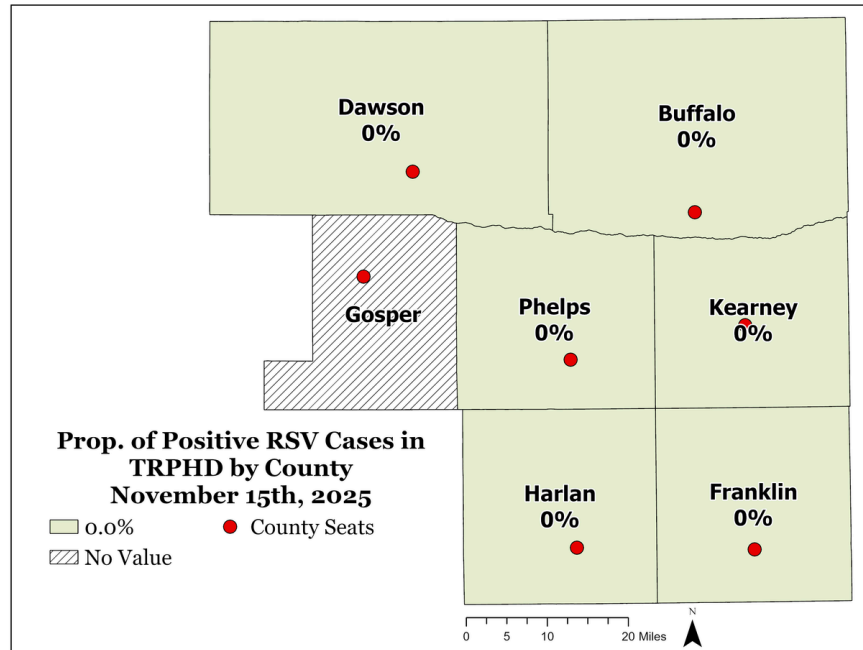 Dawson
0%
Buffalo
0%
Gosper
Phelps
0%
Kearney
0%
Harlan
0%
Franklin
0%
Prop. of Positive RSV Cases in
TRPHD by County
November 15th, 2025
0.0%
County Seats
No Value
0 5 10 20 Miles
N